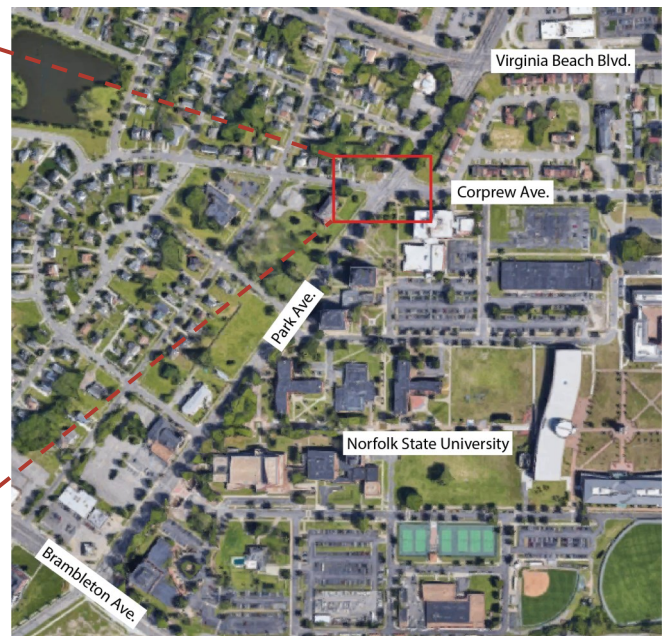 Virginia Beach Blvd.
Corprew Ave.
Park Ave.
Norfolk State University
Brambleton Ave.